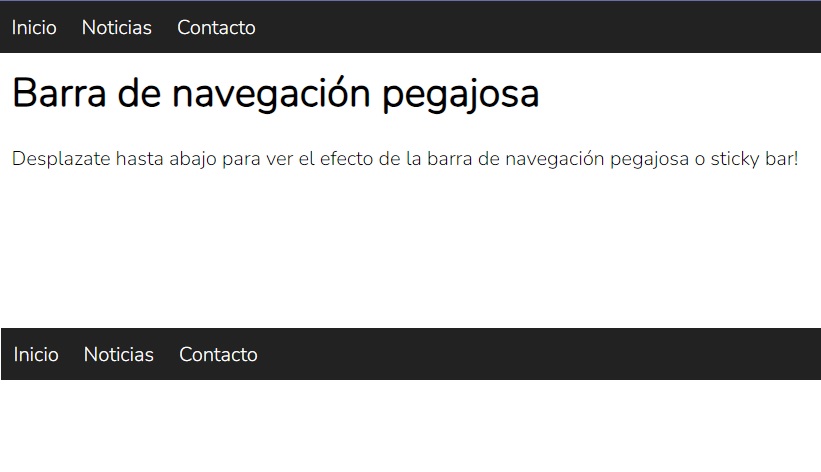 Inicio Noticias Contacto
Barra de navegación pegajosa
Desplazate hasta abajo para ver el efecto de la barra de navegación pegajosa o sticky bar!
Inicio Noticias Contacto